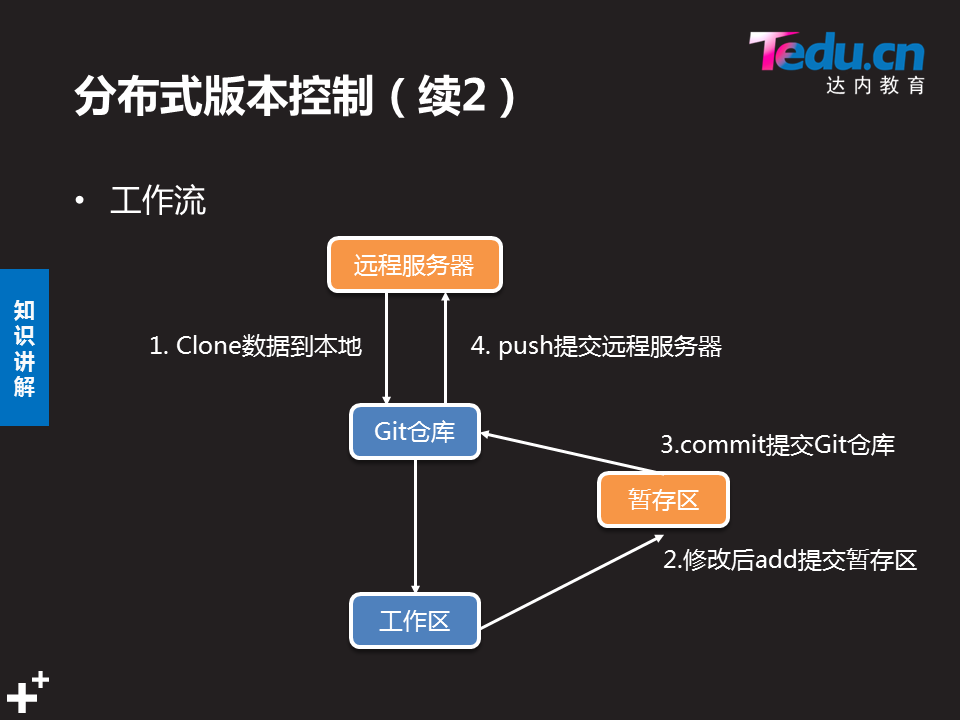 Tedu.cn
达内教育
分布式版本控制（续2）
• 工作流
知识讲解
远程服务器
1. Clone数据到本地
4. push提交远程服务器
Git仓库
3.commit提交Git仓库
暂存区
2.修改后add提交暂存区
工作区